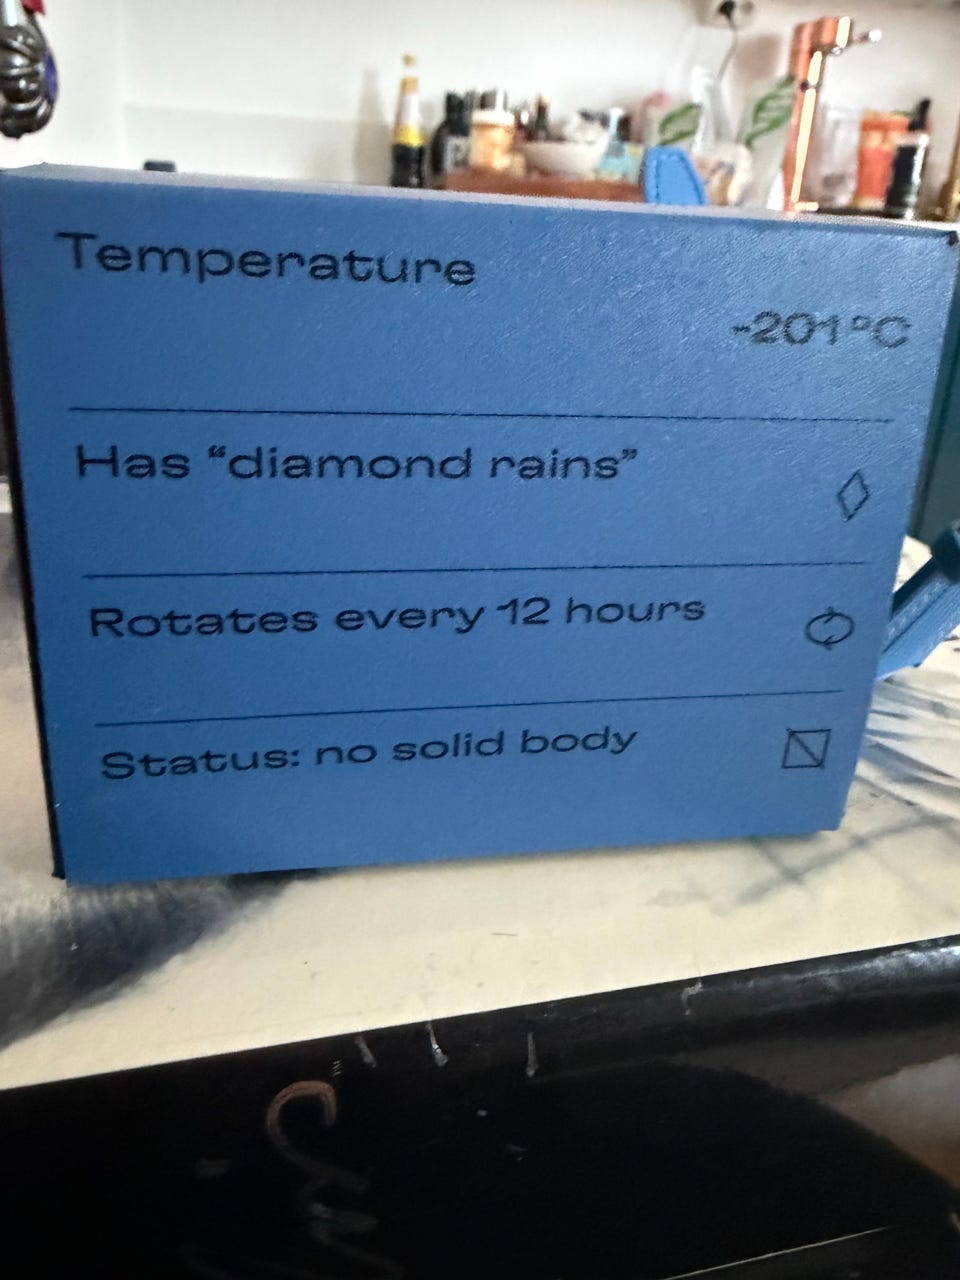 Temperature
-201°C
Has “diamond rains”
Rotates every 12 hours
Status: no solid body